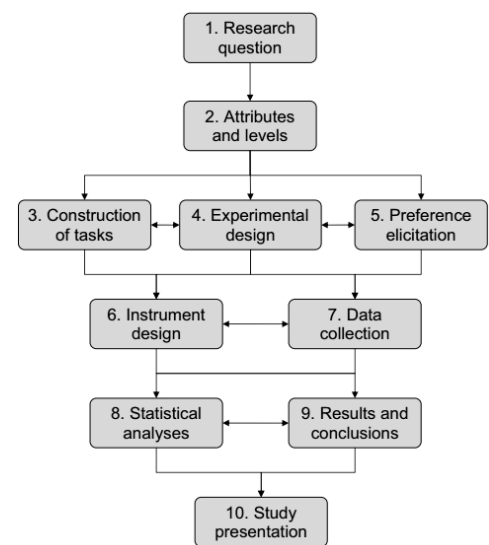 1. Research
question
2. Attributes
and levels
3. Construction
of tasks
4. Experimental
design
5. Preference
elicitation
6. Instrument
design
7. Data
collection
8. Statistical
analyses
9. Results and
conclusions
10. Study
presentation